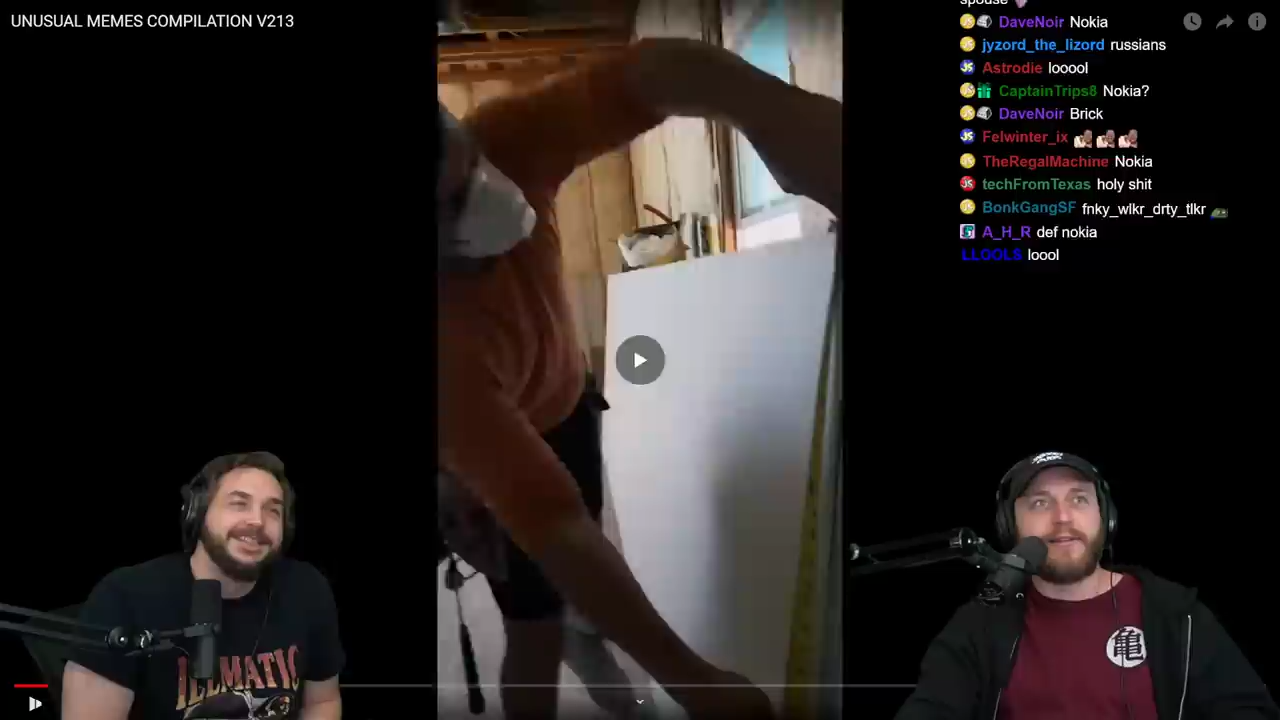 UNUSUAL MEMES COMPILATION V213
spouse
DaveNoir Nokia
jyzord_the_lizord russians
Astrodie looool
CaptainTrips8 Nokia?
DaveNoir Brick
Felwinter_ix
TheRegalMachine Nokia
techFromTexas holy shit
BonkGangSF fnky_wlkr_drty_tlkr
A_H_R def nokia
LLOOLS loool
ILLMATIC
亀